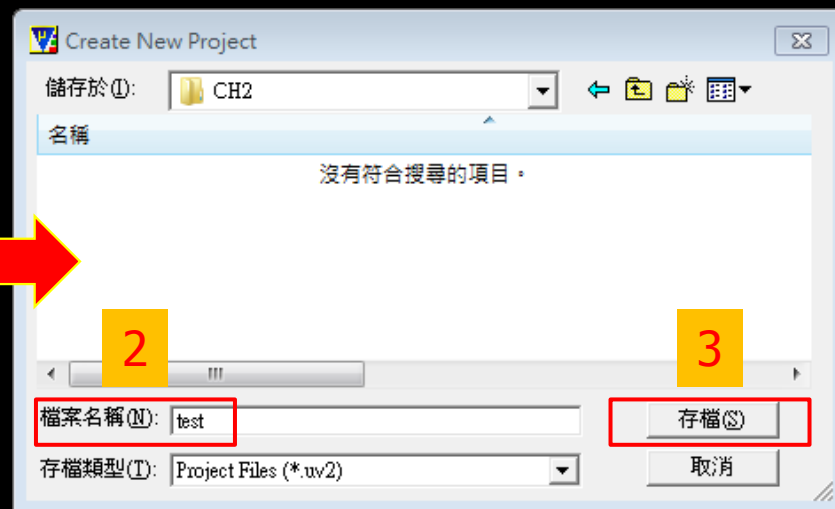 Create New Project
儲存於(I): CH2
名稱
沒有符合搜尋的項目。
2
3
檔案名稱(N): test 存檔(S)
存檔類型(T): Project Files (*.uv2) 取消